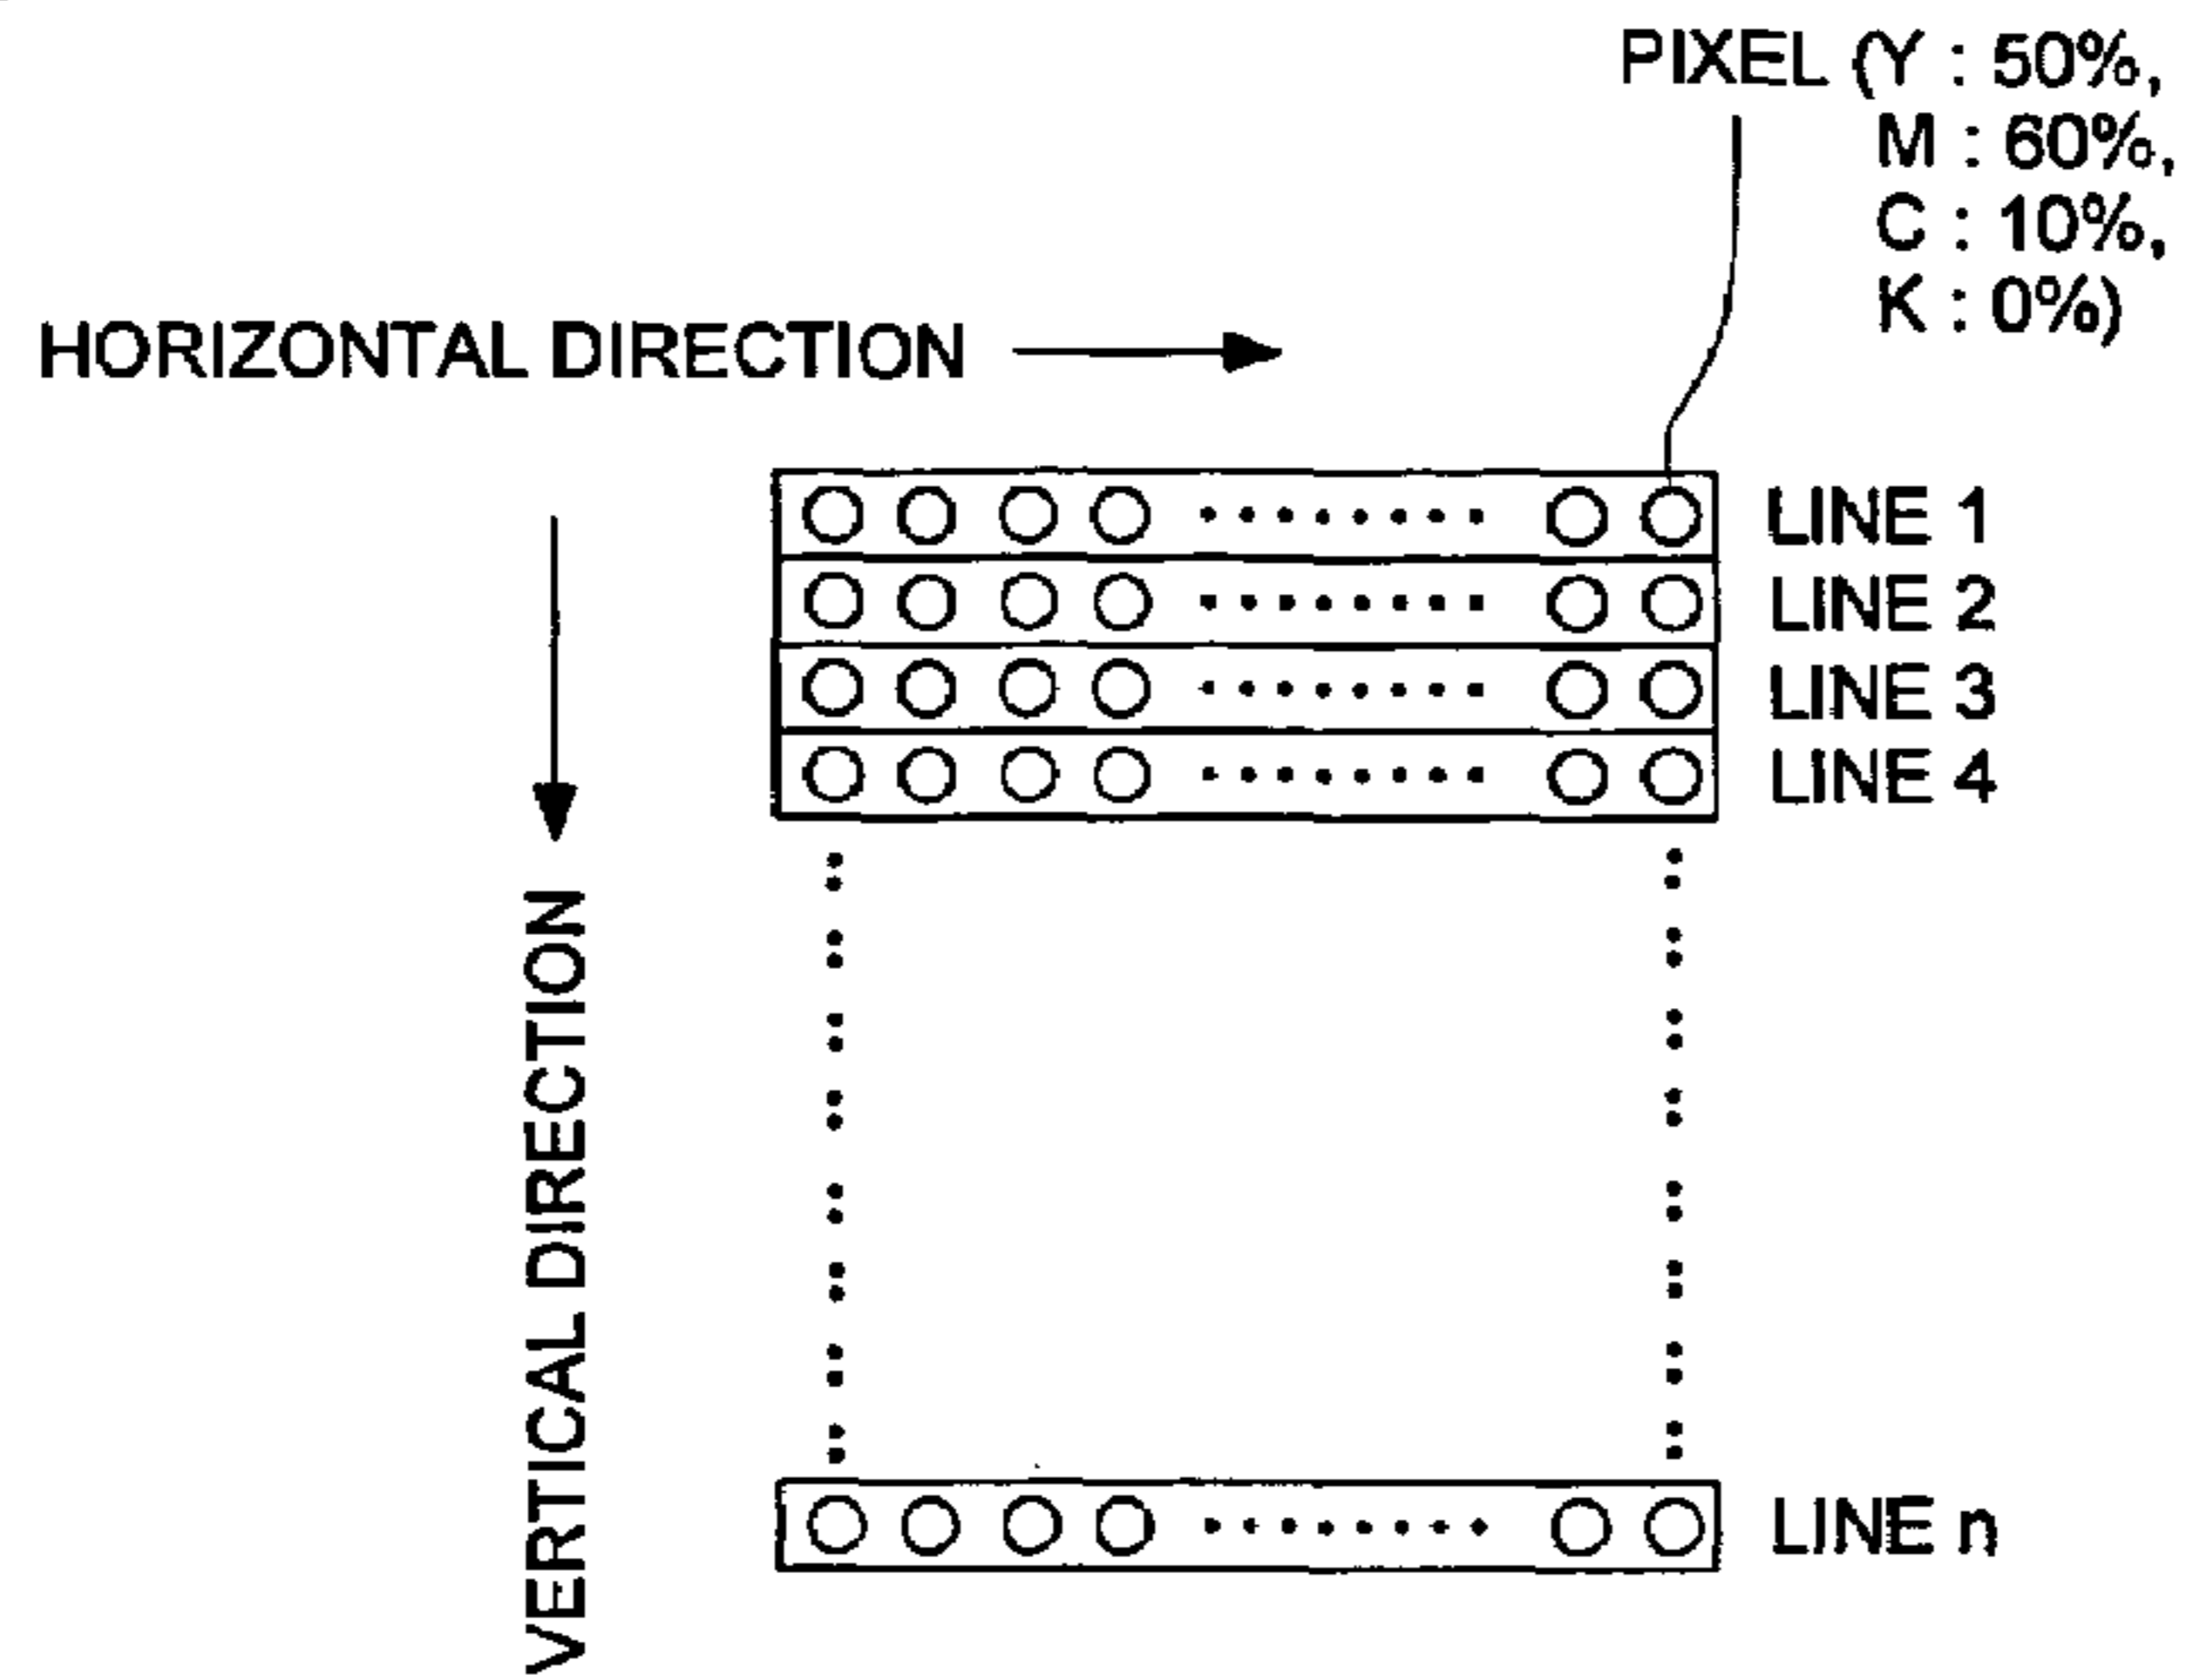 PIXEL (Y : 50%,
M : 60%,
C : 10%,
K : 0%)
HORIZONTAL DIRECTION
LINE 1
LINE 2
LINE 3
LINE 4
VERTICAL DIRECTION
LINE n